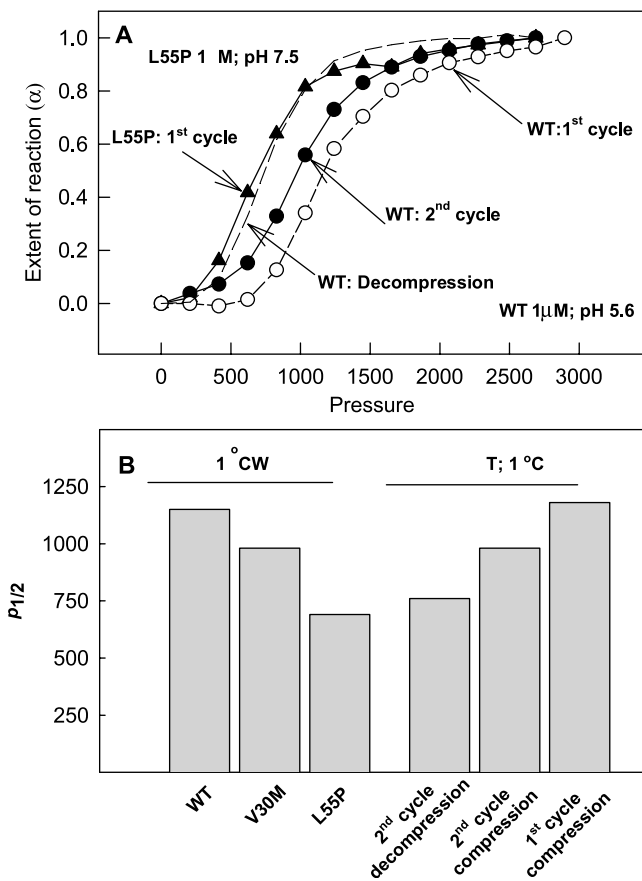 A
L55P 1 M; pH 7.5
L55P: 1st cycle
WT:1st cycle
WT: 2nd cycle
WT: Decompression
WT 1μM; pH 5.6
Extent of reaction (α)
1.0
0.8
0.6
0.4
0.2
0.0
0 500 1000 1500 2000 2500 3000
Pressure
B
1 °CW
T; 1 °C
p1/2
1250
1000
750
500
250
WT
V30M
L55P
2nd cycle
decompression
2nd cycle
compression
1st cycle
compression